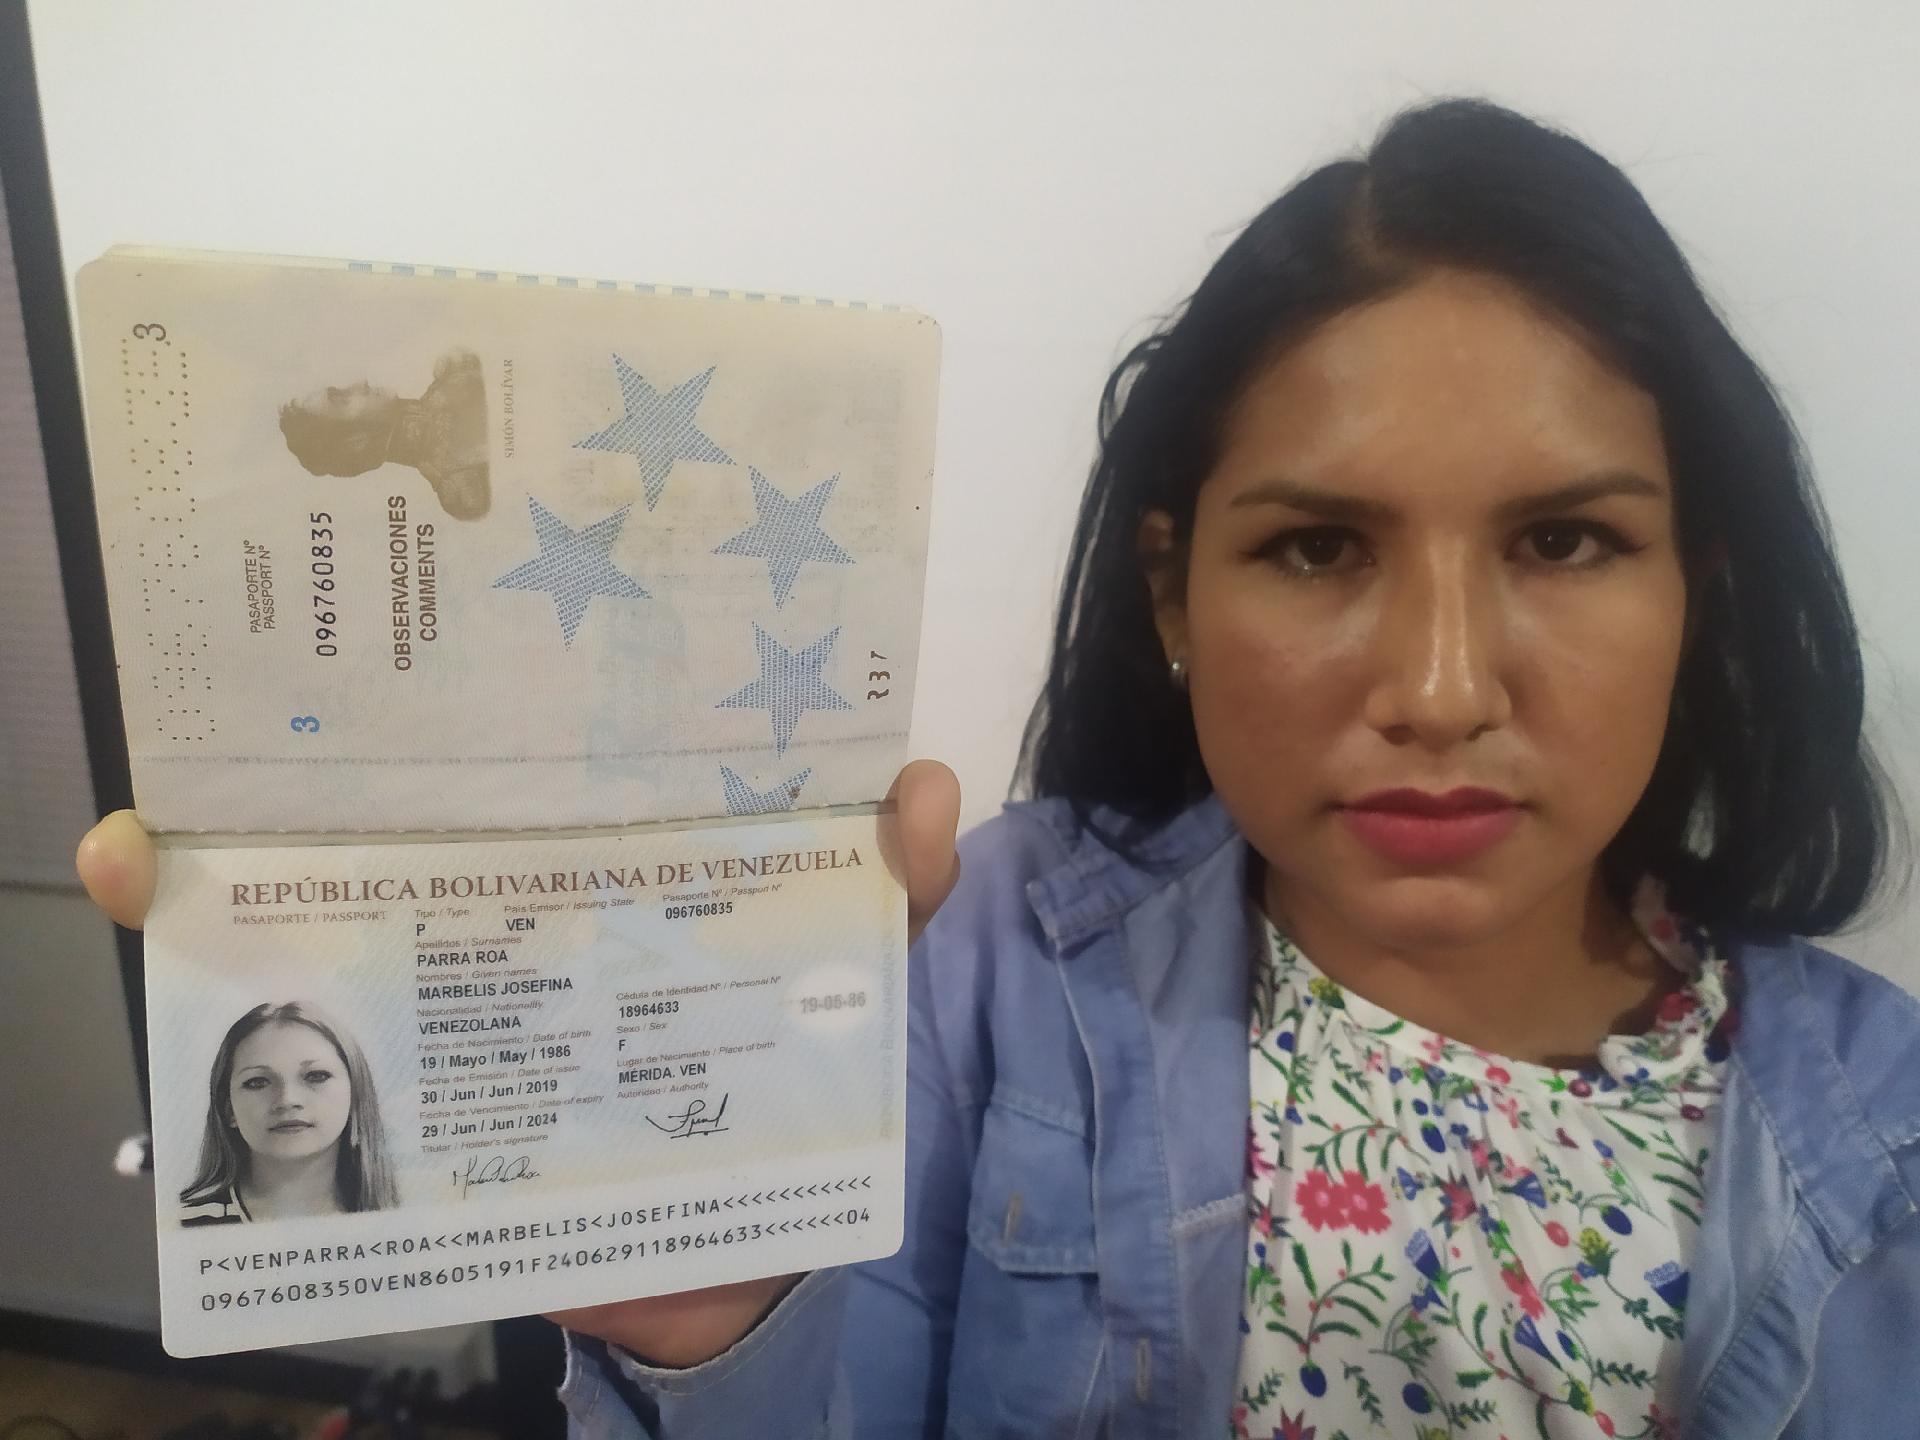 3
SIMÓN BOLÍVAR
PASAPORTE Nº
PASSPORT Nº
096760835
OBSERVACIONES
COMMENTS
3
REPÚBLICA BOLIVARIANA DE VENEZUELA
PASAPORTE / PASSPORT
Tipo / Type País Emisor / Issuing State Pasaporte Nº / Passport Nº
P VEN 096760835
Apellidos / Surnames
PARRA ROA
Nombres / Given names
MARBELIS JOSEFINA
Nacionalidad / Nationality Cédula de Identidad Nº / Personal Nº
VENEZOLANA 18964633 19-05-86
Fecha de Nacimiento / Date of birth Sexo / Sex
19 / Mayo / May / 1986 F
Fecha de Emisión / Date of issue Lugar de Nacimiento / Place of birth
30 / Jun / Jun / 2019 MÉRIDA. VEN
Fecha de Vencimiento / Date of expiry Autoridad / Authority
29 / Jun / Jun / 2024
Titular / Holder's signature
P<VENPARRA<ROA<<MARBELIS<JOSEFINA<<<<<<<<<<<
0967608350VEN8605191F240629118964633<<<<<<04